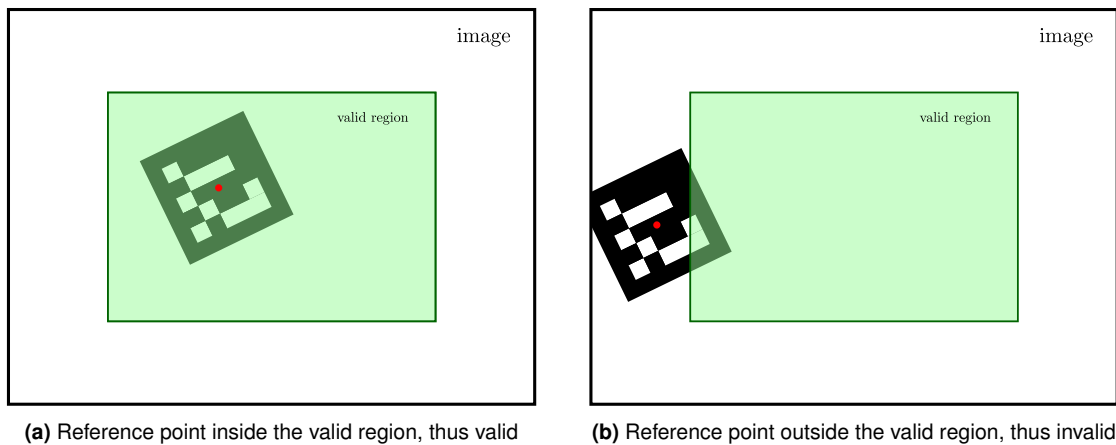 image
valid region
image
valid region
(a) Reference point inside the valid region, thus valid
(b) Reference point outside the valid region, thus invalid